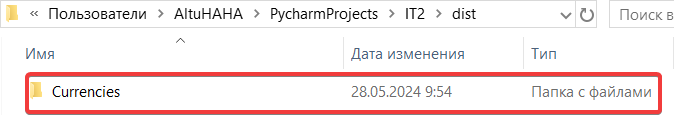 « Пользователи > AltuHAHA > PycharmProjects > IT2 > dist Поиск в
Имя Дата изменения Тип
Currencies 28.05.2024 9:54 Папка с файлами